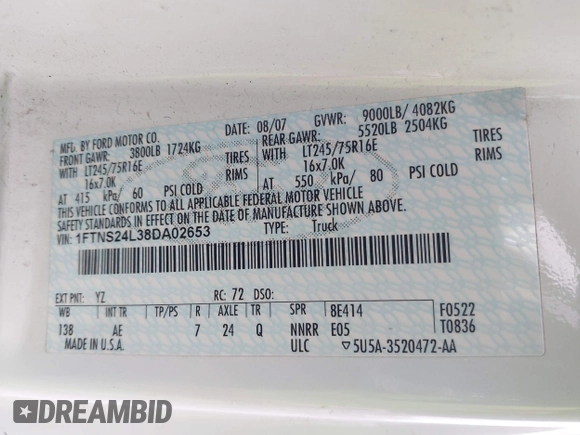 MFG. BY FORD MOTOR CO. DATE: 08/07 GVWR: 9000LB/ 4082KG
FRONT GAWR: 3800LB 1724KG REAR GAWR: 5520LB 2504KG
WITH LT245/75R16E TIRES WITH LT245/75R16E TIRES
16x7.0K RIMS 16x7.0K RIMS
AT 415 kPa/ 60 PSI COLD AT 550 kPa/ 80 PSI COLD
THIS VEHICLE CONFORMS TO ALL APPLICABLE FEDERAL MOTOR VEHICLE
SAFETY STANDARDS IN EFFECT ON THE DATE OF MANUFACTURE SHOWN ABOVE.
VIN: 1FTNS24L38DA02653 TYPE: Truck
EXT PNT: YZ RC: 72 DSO:
WB INT TR TP/PS R AXLE TR SPR 8E414 F0522
138 AE 7 24 Q NNRR E05 T0836
MADE IN U.S.A. ULC ▽5U5A-3520472-AA
DREAMBID